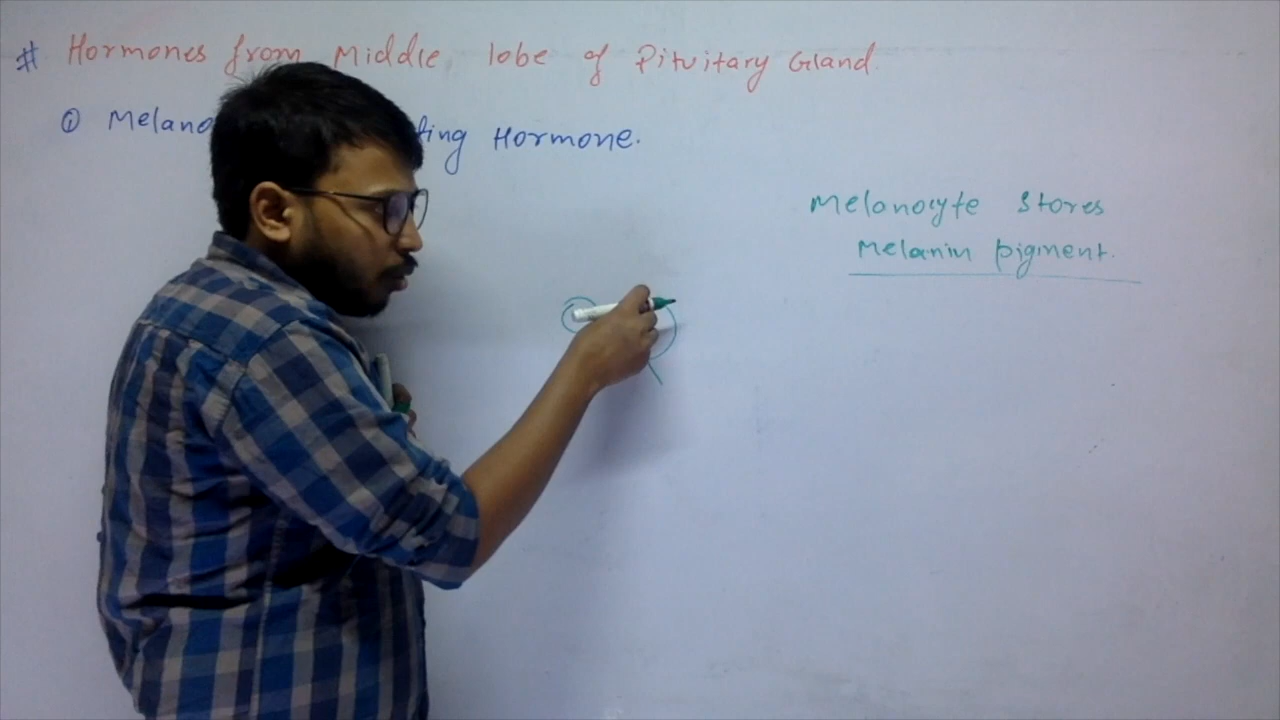 # Hormones from Middle lobe of Pituitary Gland.
① Melano ting Hormone.
Melanocyte Stores
Melanin pigment.